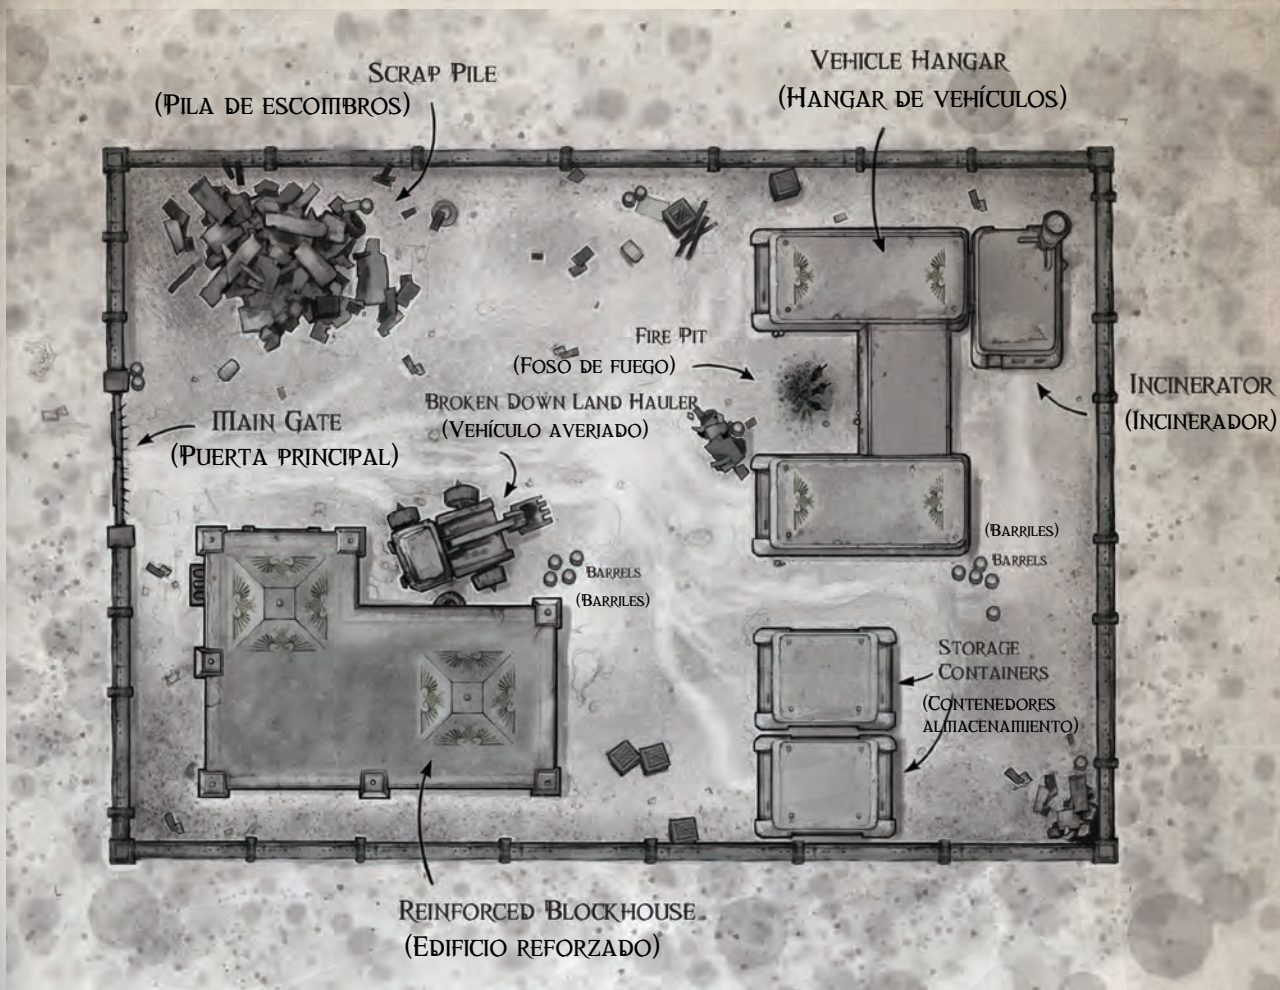 Scrap Pile
(Pila de escombros)
Vehicle Hangar
(Hangar de vehículos)
Fire Pit
(Foso de fuego)
Broken Down Land Hauler
(Vehículo averiado)
Incinerator
(Incinerador)
Main Gate
(Puerta principal)
(Barriles)
Barrels
Barrels
(Barriles)
Storage
Containers
(Contenedores
almacenamiento)
Reinforced Blockhouse
(Edificio reforzado)